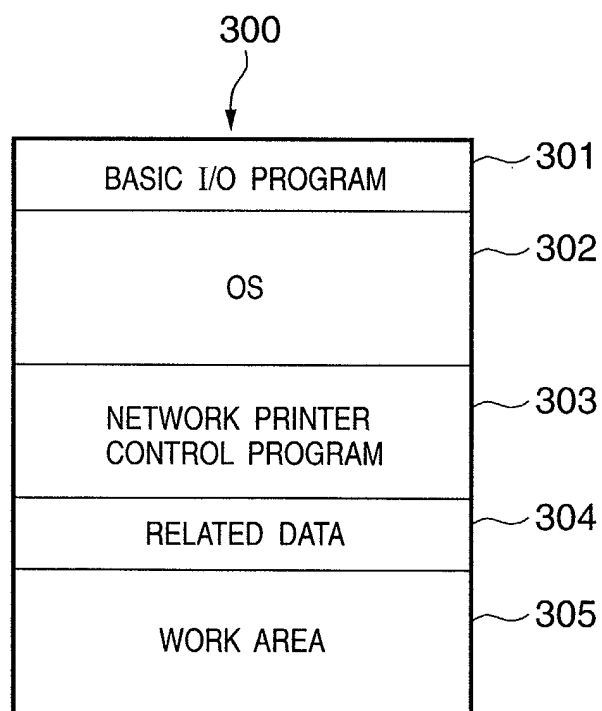 300
BASIC I/O PROGRAM
301
OS
302
NETWORK PRINTER
CONTROL PROGRAM
303
RELATED DATA
304
WORK AREA
305